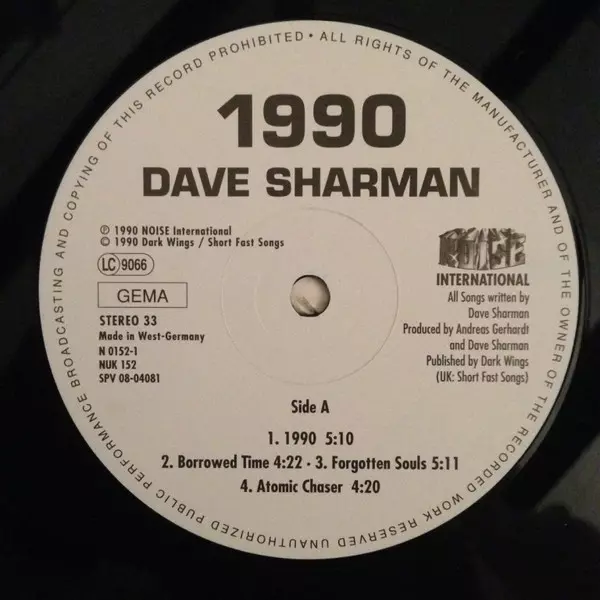 UNAUTHORIZED PUBLIC PERFORMANCE BROADCASTING AND COPYING OF THIS RECORD PROHIBITED • ALL RIGHTS OF THE MANUFACTURER AND OF THE OWNER OF THE RECORDED WORK RESERVED
1990
DAVE SHARMAN
℗ 1990 NOISE International
© 1990 Dark Wings / Short Fast Songs
LC 9066
GEMA
STEREO 33
Made in West-Germany
N 0152-1
NUK 152
SPV 08-04081
NOISE
INTERNATIONAL
All Songs written by
Dave Sharman
Produced by Andreas Gerhardt
and Dave Sharman
Published by Dark Wings
(UK: Short Fast Songs)
Side A
1. 1990 5:10
2. Borrowed Time 4:22 · 3. Forgotten Souls 5:11
4. Atomic Chaser 4:20